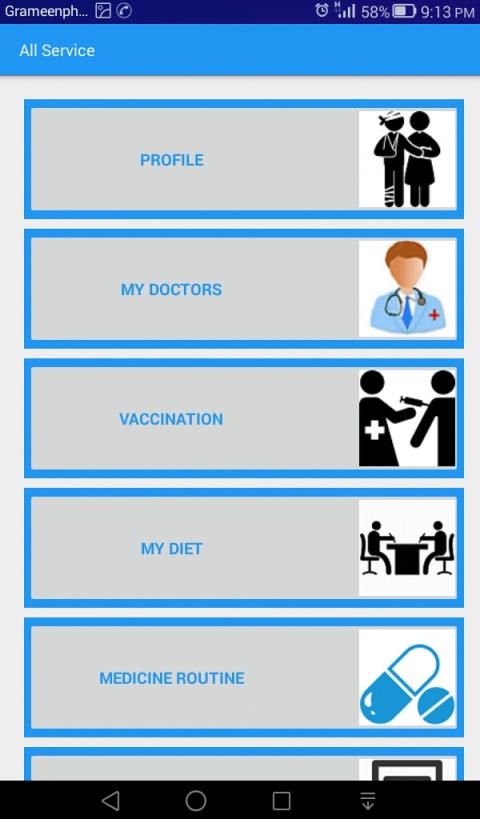 Grameenph... 58% 9:13 PM
All Service
PROFILE
MY DOCTORS
VACCINATION
MY DIET
MEDICINE ROUTINE